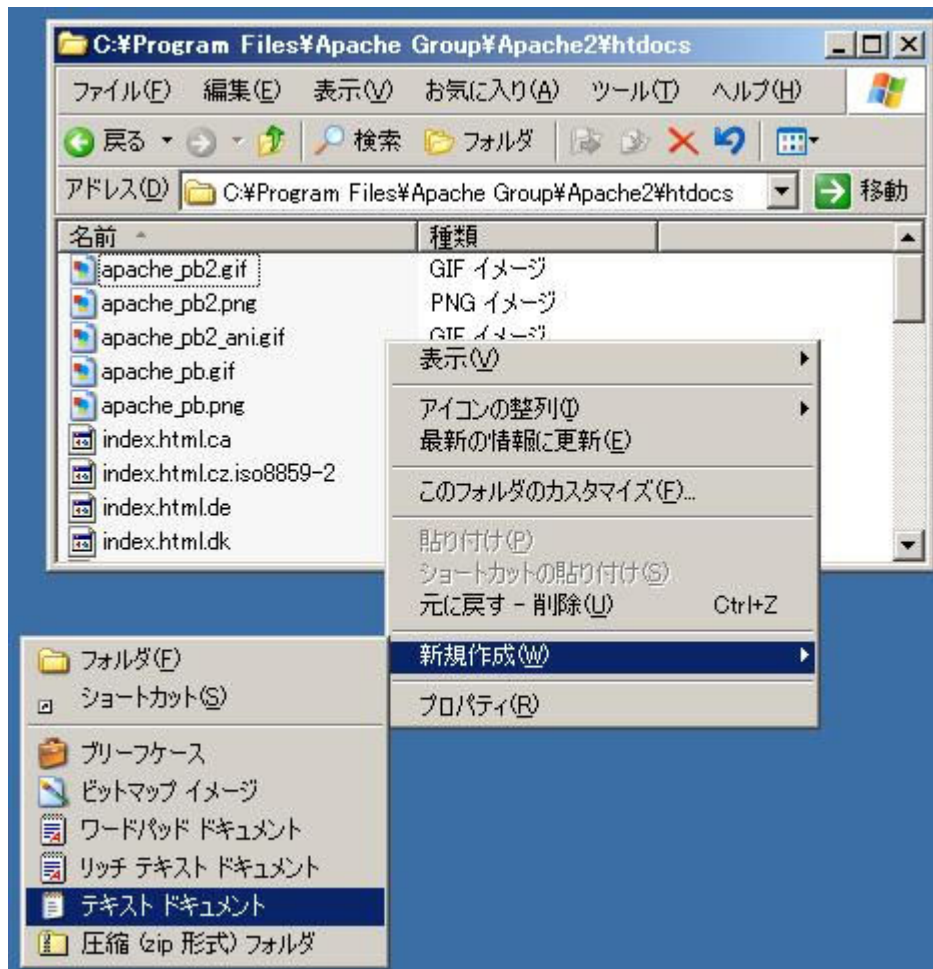 C:¥Program Files¥Apache Group¥Apache2¥htdocs
ファイル(F) 編集(E) 表示(V) お気に入り(A) ツール(T) ヘルプ(H)
戻る 検索 フォルダ
アドレス(D) C:¥Program Files¥Apache Group¥Apache2¥htdocs 移動
名前 種類
apache_pb2.gif GIF イメージ
apache_pb2.png PNG イメージ
apache_pb2_ani.gif GIF イメージ
apache_pb.gif
apache_pb.png
index.html.ca
index.html.cz.iso8859-2
index.html.de
index.html.dk
表示(V)
アイコンの整列(I)
最新の情報に更新(E)
このフォルダのカスタマイズ(F)...
貼り付け(P)
ショートカットの貼り付け(S)
元に戻す - 削除(U) Ctrl+Z
新規作成(W)
プロパティ(R)
フォルダ(F)
ショートカット(S)
ブリーフケース
ビットマップ イメージ
ワードパッド ドキュメント
リッチ テキスト ドキュメント
テキスト ドキュメント
圧縮 (zip 形式) フォルダ